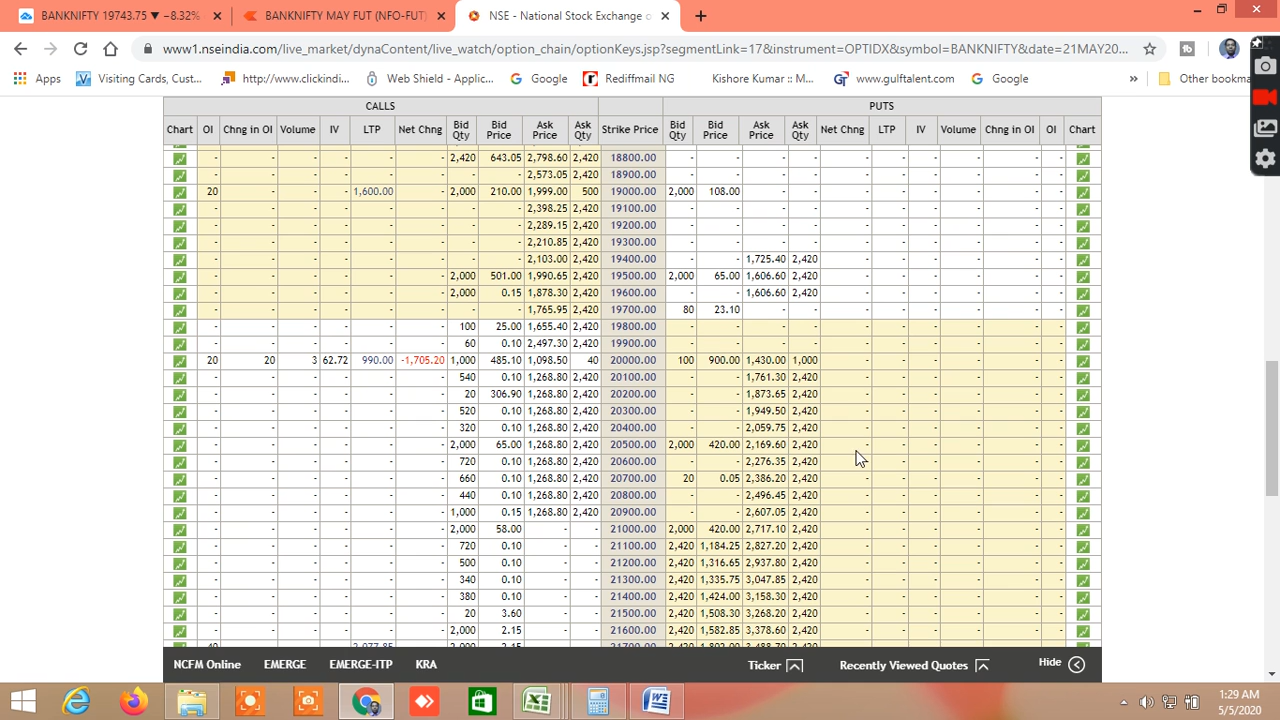 BANKNIFTY 19743.75 ▼ −8.32%
BANKNIFTY MAY FUT (NFO-FUT)
NSE - National Stock Exchange o
www1.nseindia.com/live_market/dynaContent/live_watch/option_chain/optionKeys.jsp?segmentLink=17&instrument=OPTIDX&symbol=BANKNIFTY&date=21MAY20...
Apps Visiting Cards, Cust... http://www.clickindi... Web Shield - Applic... Google Rediffmail NG Kishore Kumar :: M... www.gulftalent.com Google » Other bookma
CALLS PUTS
Chart OI Chng in OI Volume IV LTP Net Chng Bid Qty Bid Price Ask Price Ask Qty Strike Price Bid Qty Bid Price Ask Price Ask Qty Net Chng LTP IV Volume Chng in OI OI Chart
- - - - - - 2,420 643.05 2,798.60 2,420 18800.00 - - - - - - - - - -
- - - - - - - - 2,573.05 2,420 18900.00 - - - - - - - - - -
20 - - - 1,600.00 - 2,000 210.00 1,999.00 500 19000.00 2,000 108.00 - - - - - - - -
- - - - - - - - 2,398.25 2,420 19100.00 - - - - - - - - - -
- - - - - - - - 2,289.15 2,420 19200.00 - - - - - - - - - -
- - - - - - - - 2,210.85 2,420 19300.00 - - - - - - - - - -
- - - - - - - - 2,103.00 2,420 19400.00 - - 1,725.40 2,420 - - - - - -
- - - - - - 2,000 501.00 1,990.65 2,420 19500.00 2,000 65.00 1,606.60 2,420 - - - - - -
- - - - - - 2,000 0.15 1,878.30 2,420 19600.00 - - 1,606.60 2,420 - - - - - -
- - - - - - - - 1,765.95 2,420 19700.00 80 23.10 - - - - - - - -
- - - - - - 100 25.00 1,655.40 2,420 19800.00 - - - - - - - - - -
- - - - - - 60 0.10 2,497.30 2,420 19900.00 - - - - - - - - - -
20 20 3 62.72 990.00 -1,705.20 1,000 485.10 1,098.50 40 20000.00 100 900.00 1,430.00 1,000 - - - - - -
- - - - - - 540 0.10 1,268.80 2,420 20100.00 - - 1,761.30 2,420 - - - - - -
- - - - - - 20 306.90 1,268.80 2,420 20200.00 - - 1,873.65 2,420 - - - - - -
- - - - - - 520 0.10 1,268.80 2,420 20300.00 - - 1,949.50 2,420 - - - - - -
- - - - - - 320 0.10 1,268.80 2,420 20400.00 - - 2,059.75 2,420 - - - - - -
- - - - - - 2,000 65.00 1,268.80 2,420 20500.00 2,000 420.00 2,169.60 2,420 - - - - - -
- - - - - - 720 0.10 1,268.80 2,420 20600.00 - - 2,276.35 2,420 - - - - - -
- - - - - - 660 0.10 1,268.80 2,420 20700.00 20 0.05 2,386.20 2,420 - - - - - -
- - - - - - 440 0.10 1,268.80 2,420 20800.00 - - 2,496.45 2,420 - - - - - -
- - - - - - 1,000 0.15 1,268.80 2,420 20900.00 - - 2,607.05 2,420 - - - - - -
- - - - - - 2,000 58.00 - - 21000.00 2,000 420.00 2,717.10 2,420 - - - - - -
- - - - - - 720 0.10 - - 21100.00 2,420 1,184.25 2,827.20 2,420 - - - - - -
- - - - - - 500 0.10 - - 21200.00 2,420 1,316.65 2,937.80 2,420 - - - - - -
- - - - - - 340 0.10 - - 21300.00 2,420 1,335.75 3,047.85 2,420 - - - - - -
- - - - - - 380 0.10 - - 21400.00 2,420 1,424.00 3,158.30 2,420 - - - - - -
- - - - - - 20 3.60 - - 21500.00 2,420 1,508.30 3,268.20 2,420 - - - - - -
- - - - - - 2,000 2.15 - - 21600.00 2,420 1,582.85 3,378.60 2,420 - - - - - -
NCFM Online EMERGE EMERGE-ITP KRA Ticker Recently Viewed Quotes Hide
1:29 AM
5/5/2020